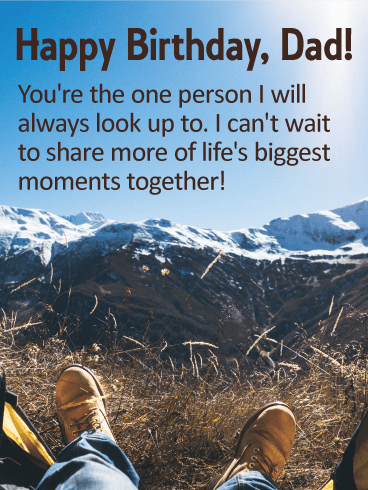 Happy Birthday, Dad!
You're the one person I will
always look up to. I can't wait
to share more of life's biggest
moments together!